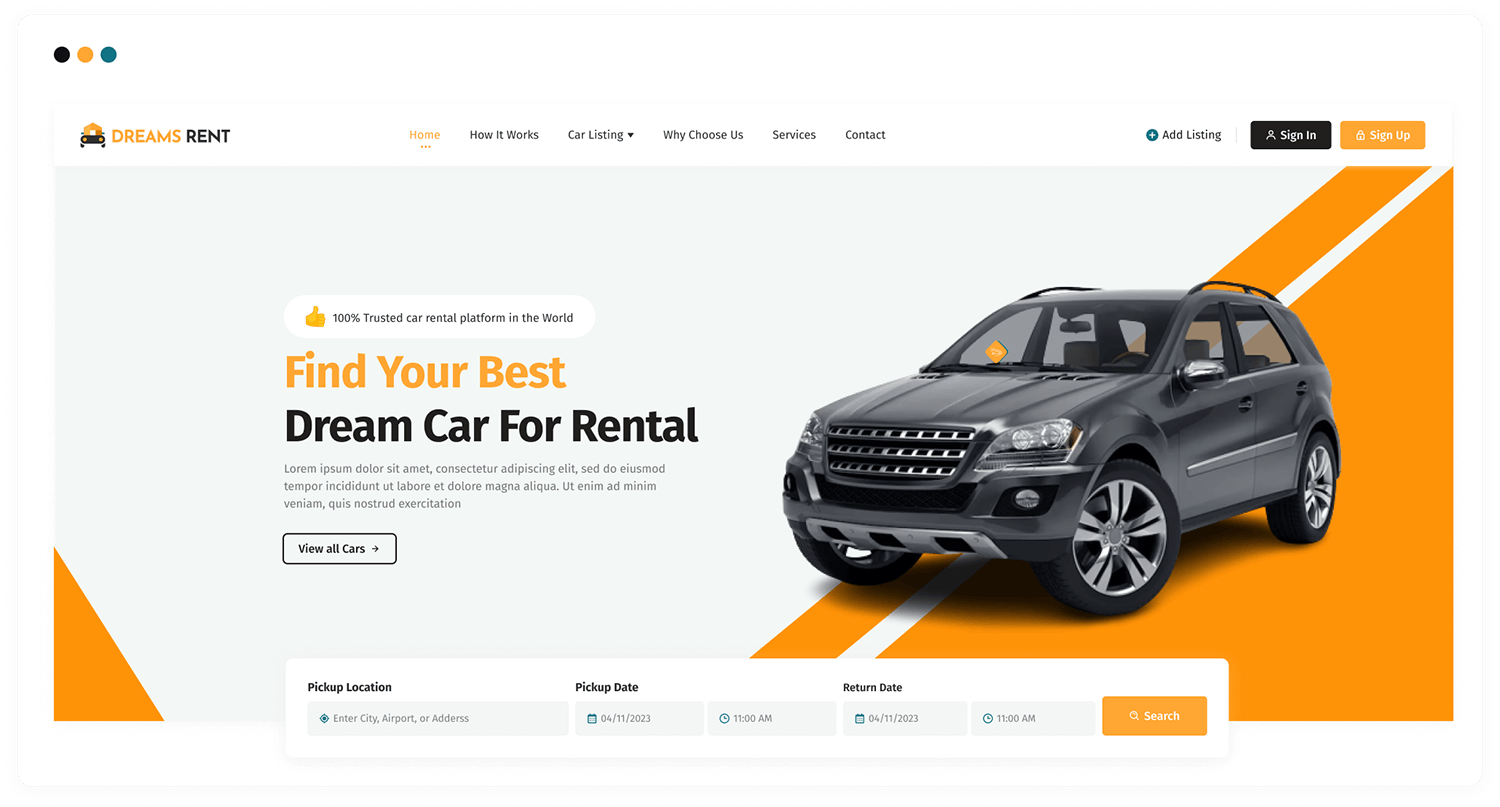 DREAMS RENT
Home
How It Works
Car Listing
Why Choose Us
Services
Contact
Add Listing
Sign In
Sign Up
100% Trusted car rental platform in the World
Find Your Best
Dream Car For Rental
Lorem ipsum dolor sit amet, consectetur adipiscing elit, sed do eiusmod
tempor incididunt ut labore et dolore magna aliqua. Ut enim ad minim
veniam, quis nostrud exercitation
View all Cars →
Pickup Location
Pickup Date
Return Date
Enter City, Airport, or Adderss
04/11/2023
11:00 AM
04/11/2023
11:00 AM
Search